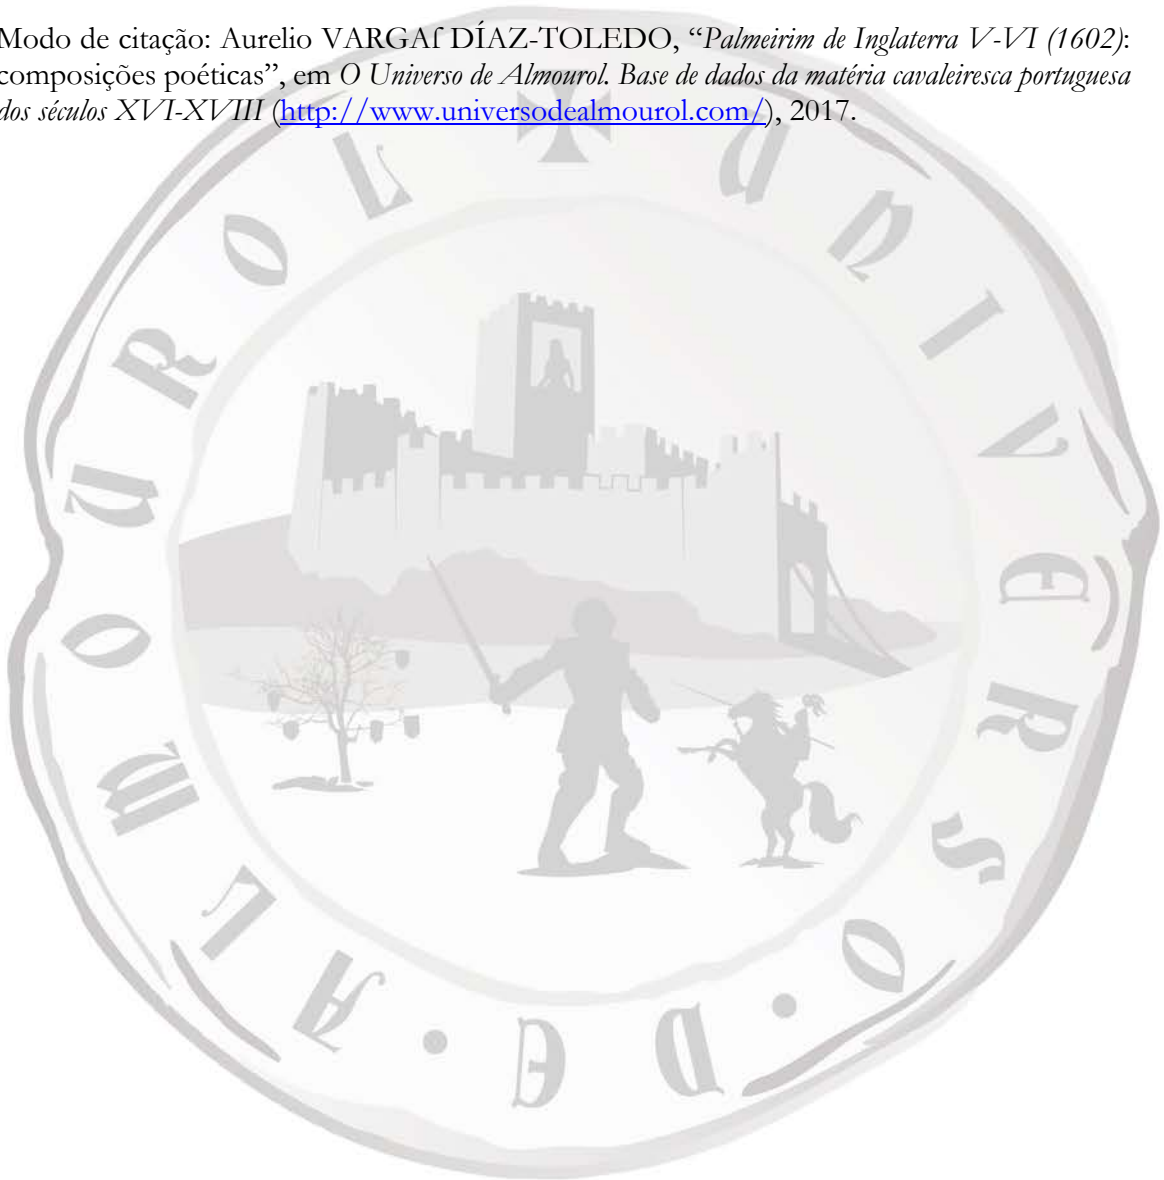 Modo de citação: Aurelio VARGAſ DÍAZ-TOLEDO, “Palmeirim de Inglaterra V-VI (1602):
composições poéticas”, em O Universo de Almourol. Base de dados da matéria cavaleiresca portuguesa
dos séculos XVI-XVIII (http://www.universodealmourol.com/), 2017.
UNIVERSO · DE · ALMOUROL